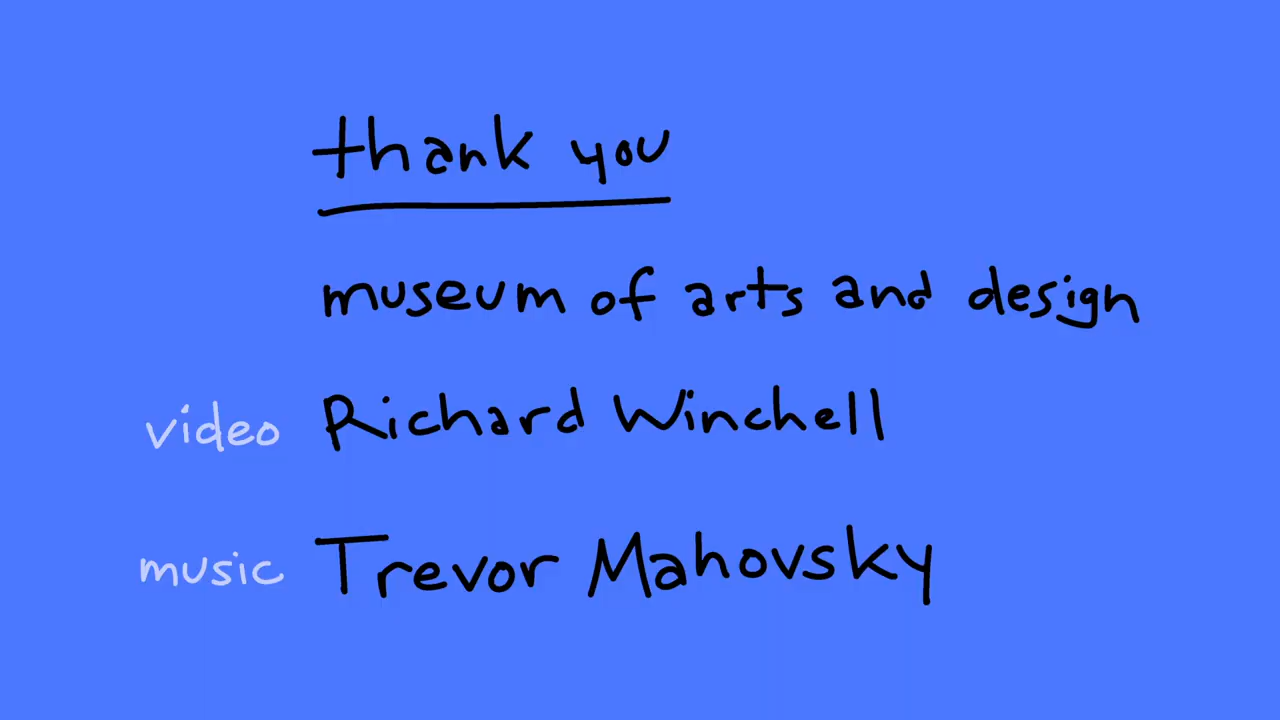 thank you
museum of arts and design
video Richard Winchell
music Trevor Mahovsky